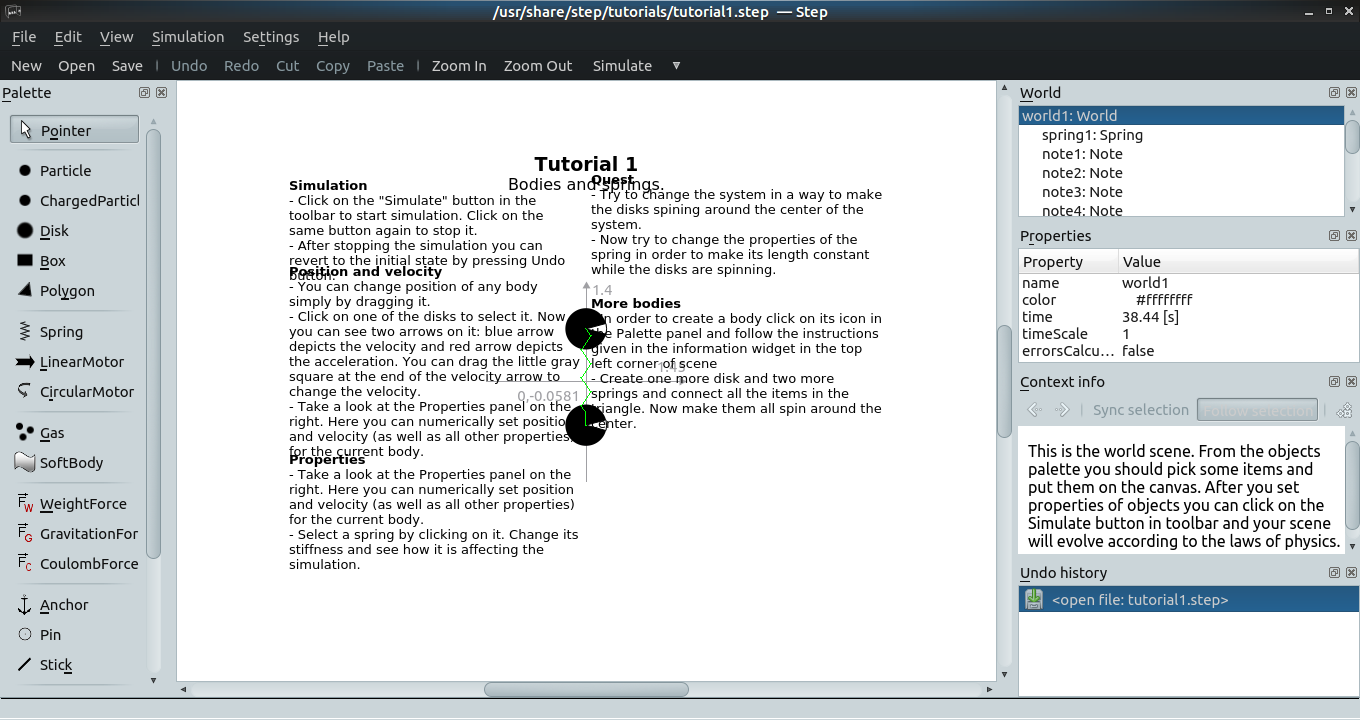 /usr/share/step/tutorials/tutorial1.step — Step
File Edit View Simulation Settings Help
New Open Save Undo Redo Cut Copy Paste Zoom In Zoom Out Simulate
Palette
Pointer
Particle
ChargedParticl
Disk
Box
Polygon
Spring
LinearMotor
CircularMotor
Gas
SoftBody
WeightForce
GravitationFor
CoulombForce
Anchor
Pin
Stick
Tutorial 1
Bodies and springs.
Simulation
- Click on the "Simulate" button in the
toolbar to start simulation. Click on the
same button again to stop it.
- After stopping the simulation you can
revert to the initial state by pressing Undo
button.
Position and velocity
- You can change position of any body
simply by dragging it.
- Click on one of the disks to select it. Now
you can see two arrows on it: blue arrow
depicts the velocity and red arrow depicts
the acceleration. You can drag the little gray
square at the end of the velocity arrow to
change the velocity.
- Take a look at the Properties panel on the
right. Here you can numerically set position
and velocity (as well as all other properties)
for the current body.
Properties
- Take a look at the Properties panel on the
right. Here you can numerically set position
and velocity (as well as all other properties)
for the current body.
- Select a spring by clicking on it. Change its
stiffness and see how it is affecting the
simulation.
Quest
- Try to change the system in a way to make
the disks spining around the center of the
system.
- Now try to change the properties of the
spring in order to make its length constant
while the disks are spinning.
1.4
More bodies
In order to create a body click on its icon in
the Palette panel and follow the instructions
given in the information widget in the top
left corner of scene
1.45
- Create one more disk and two more
springs and connect all the items in the
triangle. Now make them all spin around the
center.
0,-0.0581
World
world1: World
spring1: Spring
note1: Note
note2: Note
note3: Note
note4: Note
Properties
Property Value
name world1
color #ffffffff
time 38.44 [s]
timeScale 1
errorsCalcu... false
Context info
Sync selection Follow selection
This is the world scene. From the objects
palette you should pick some items and
put them on the canvas. After you set
properties of objects you can click on the
Simulate button in toolbar and your scene
will evolve according to the laws of physics.
Undo history
<open file: tutorial1.step>